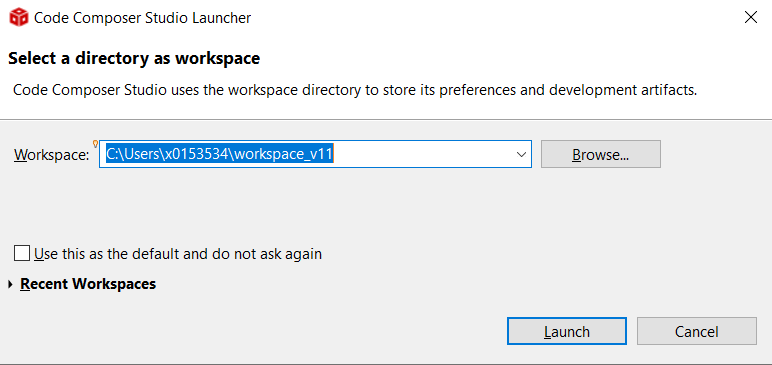 Code Composer Studio Launcher
Select a directory as workspace
Code Composer Studio uses the workspace directory to store its preferences and development artifacts.
Workspace: C:\Users\x0153534\workspace_v11 Browse...
Use this as the default and do not ask again
Recent Workspaces
Launch Cancel